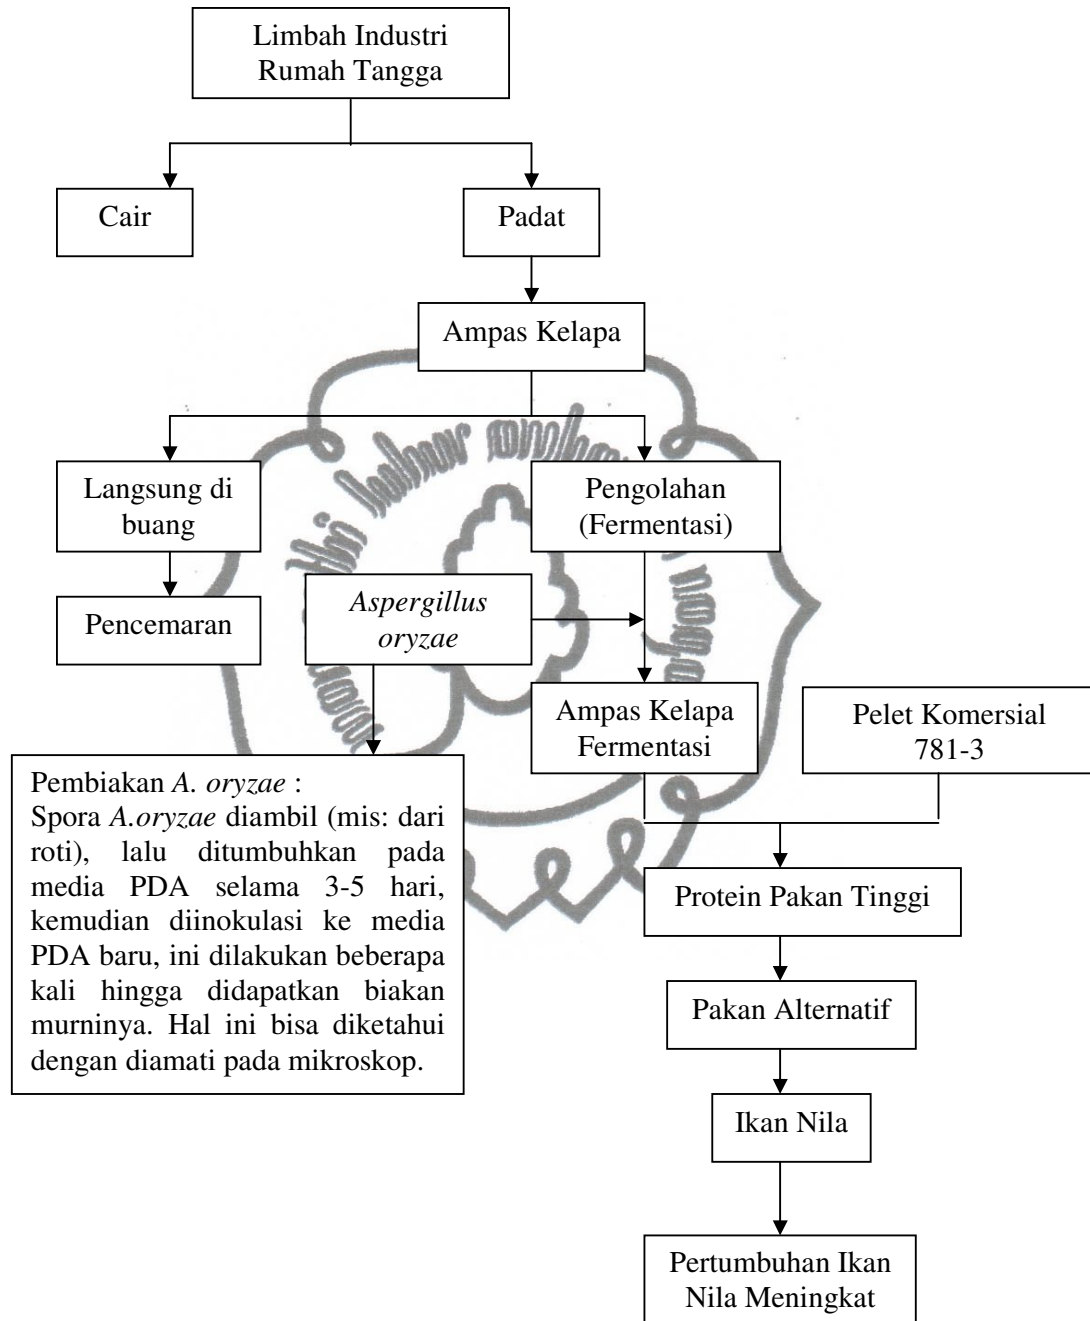 Limbah Industri
Rumah Tangga
Cair
Padat
Ampas Kelapa
Langsung di
buang
Pengolahan
(Fermentasi)
Pencemaran
Aspergillus
oryzae
Ampas Kelapa
Fermentasi
Pelet Komersial
781-3
Pembiakan A. oryzae :
Spora A.oryzae diambil (mis: dari
roti), lalu ditumbuhkan pada
media PDA selama 3-5 hari,
kemudian diinokulasi ke media
PDA baru, ini dilakukan beberapa
kali hingga didapatkan biakan
murninya. Hal ini bisa diketahui
dengan diamati pada mikroskop.
Protein Pakan Tinggi
Pakan Alternatif
Ikan Nila
Pertumbuhan Ikan
Nila Meningkat